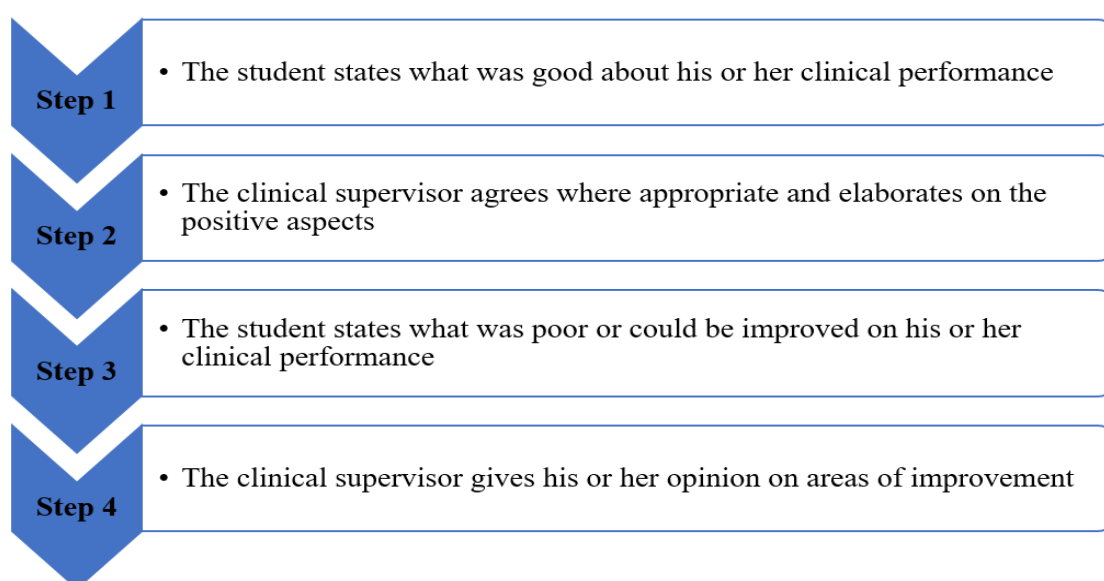 Step 1
• The student states what was good about his or her clinical performance
Step 2
• The clinical supervisor agrees where appropriate and elaborates on the
positive aspects
Step 3
• The student states what was poor or could be improved on his or her
clinical performance
Step 4
• The clinical supervisor gives his or her opinion on areas of improvement